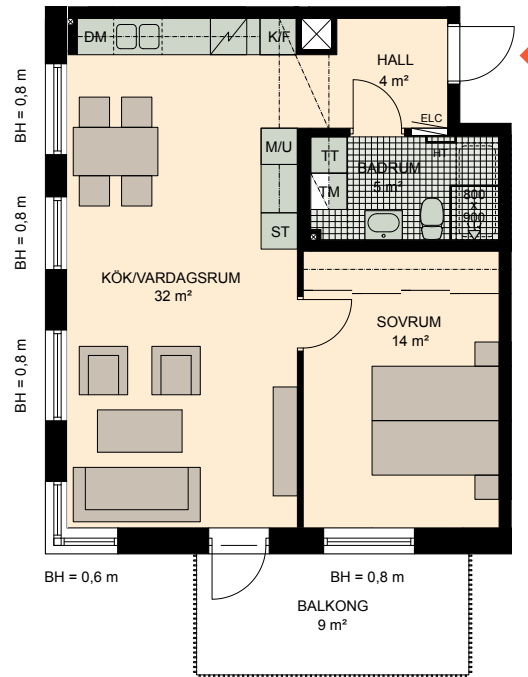 DM
K/F
HALL
4 m²
ELC
HT
BH = 0,8 m
M/U
TT
BADRUM
5 m²
TM
800
x
900
ST
BH = 0,8 m
KÖK/VARDAGSRUM
32 m²
SOVRUM
14 m²
BH = 0,8 m
BH = 0,6 m
BH = 0,8 m
BALKONG
9 m²